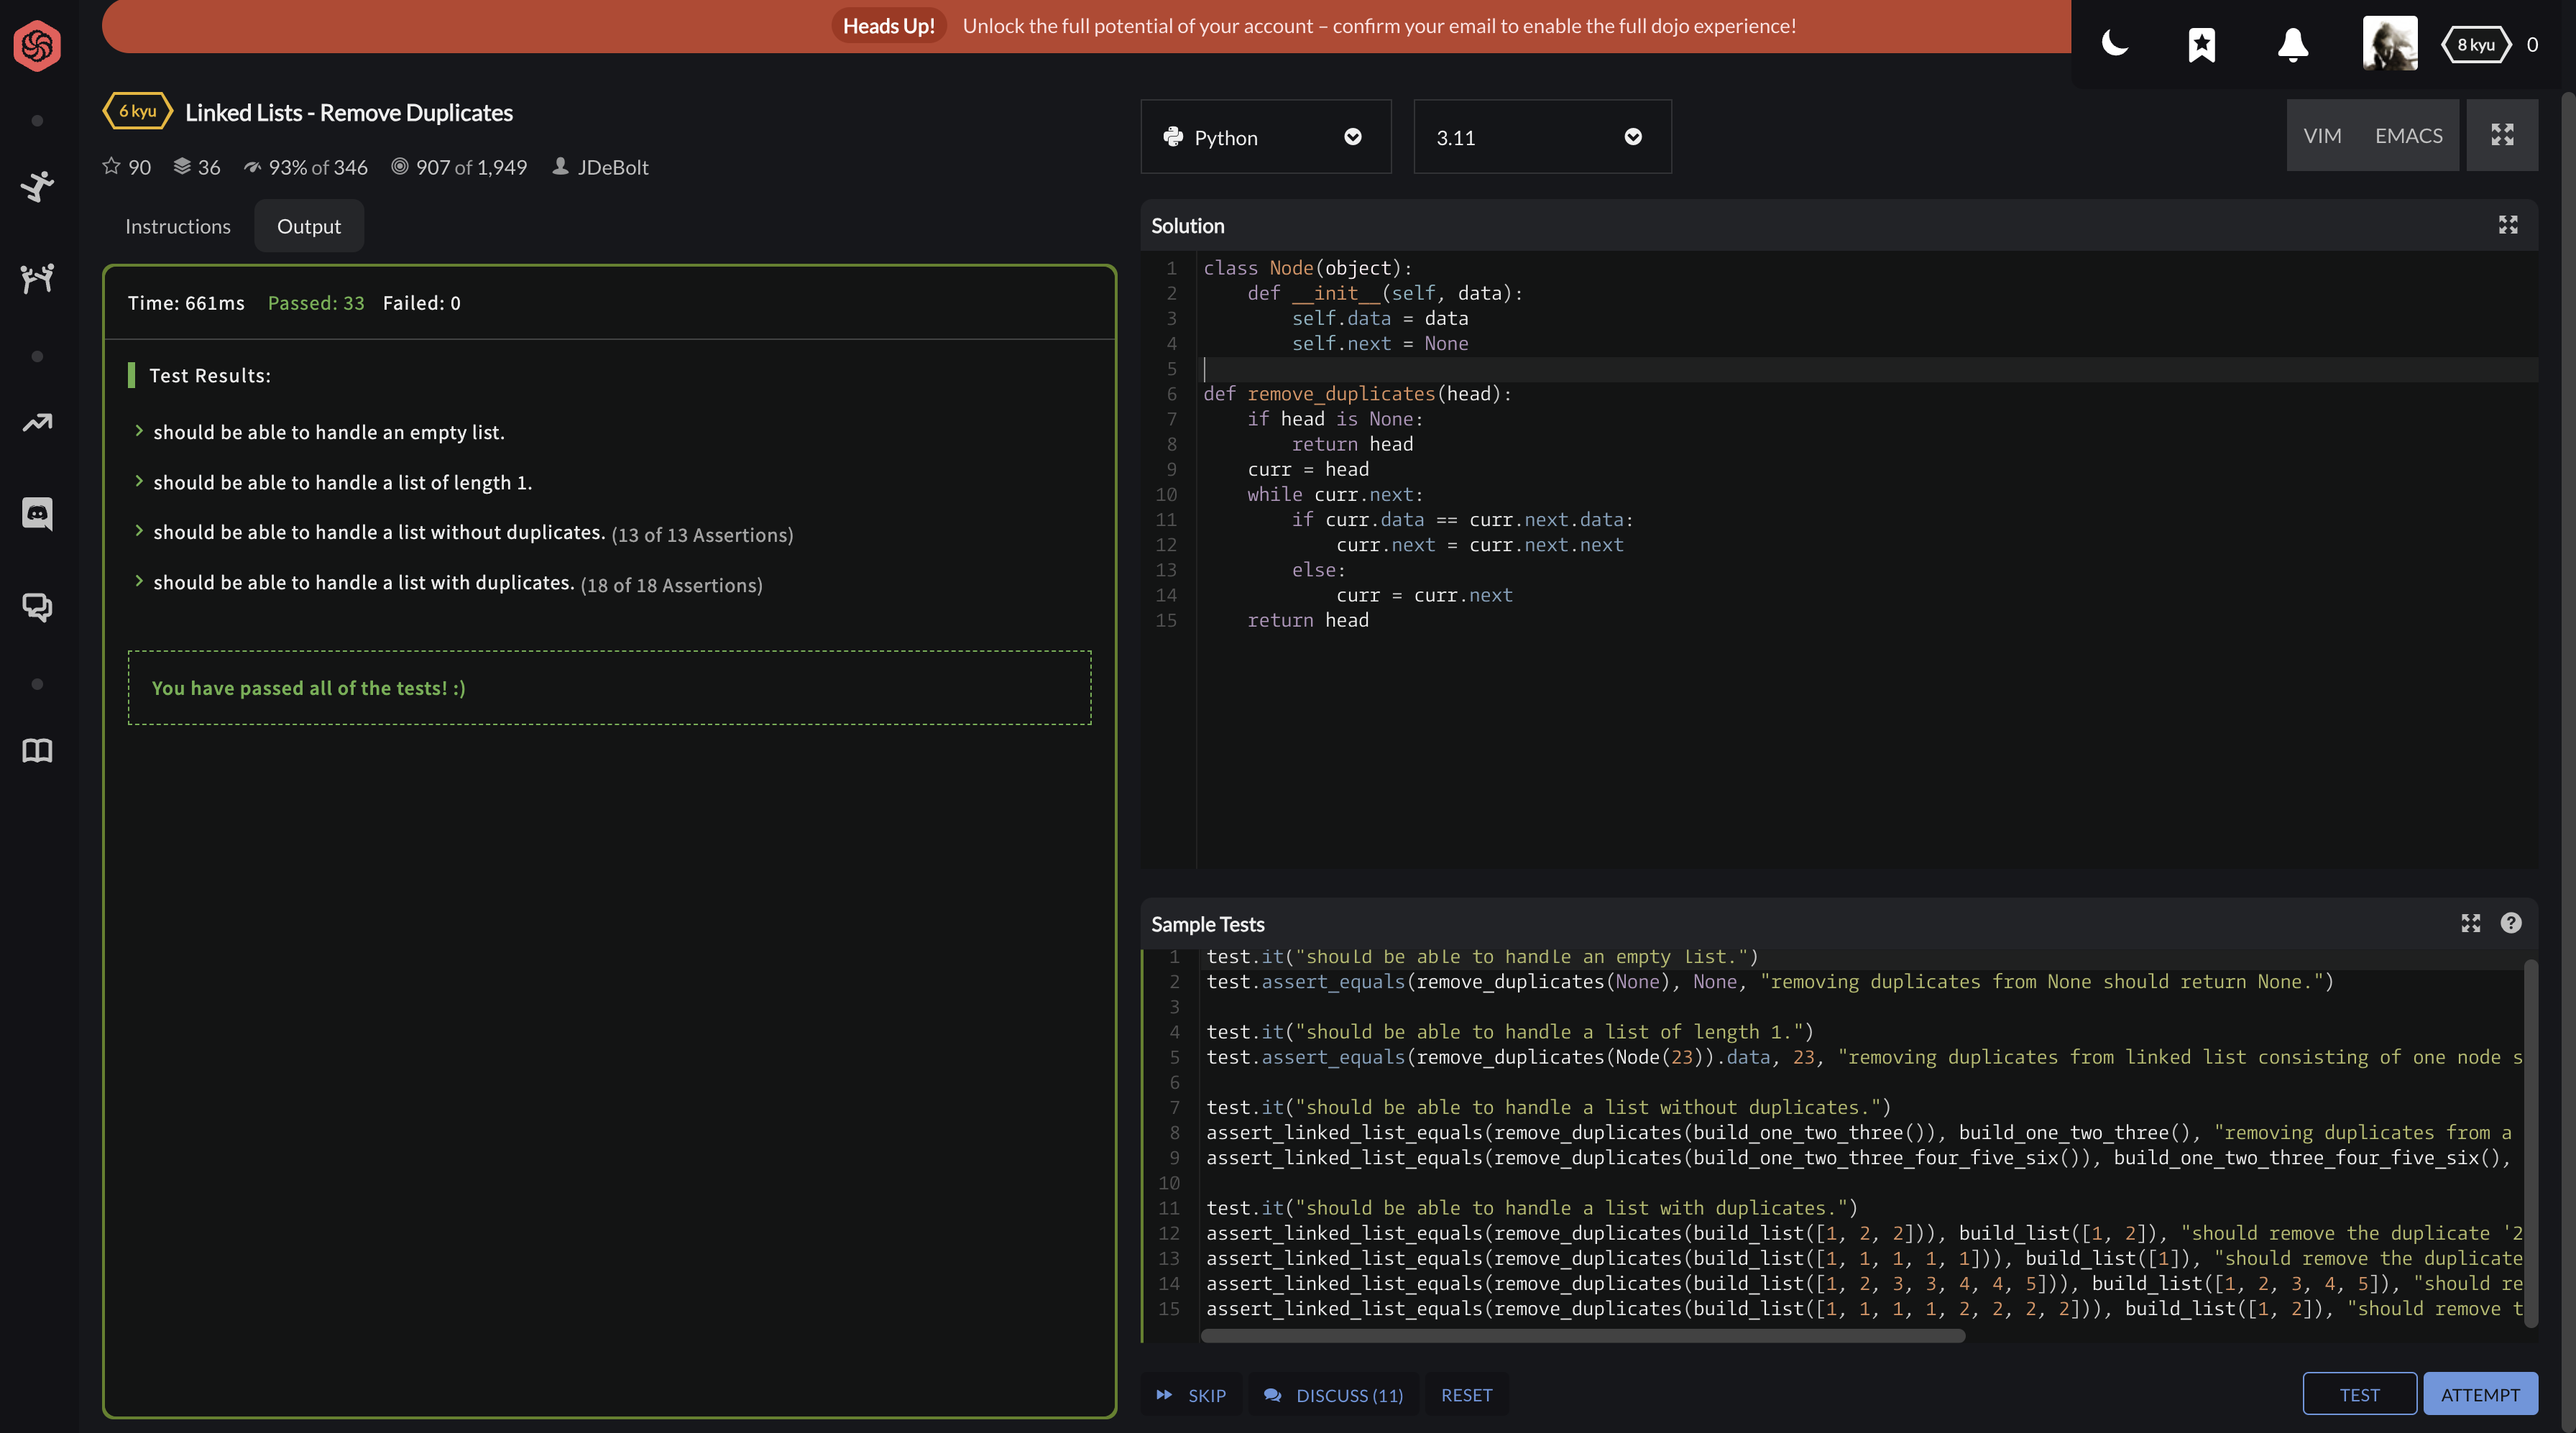 Heads Up! Unlock the full potential of your account – confirm your email to enable the full dojo experience!
8 kyu 0
6 kyu Linked Lists - Remove Duplicates
90 36 93% of 346 907 of 1,949 JDeBolt
Instructions Output
Time: 661ms Passed: 33 Failed: 0
Test Results:
should be able to handle an empty list.
should be able to handle a list of length 1.
should be able to handle a list without duplicates. (13 of 13 Assertions)
should be able to handle a list with duplicates. (18 of 18 Assertions)
You have passed all of the tests! :)
Python 3.11 VIM EMACS
Solution
1 class Node(object):
2     def __init__(self, data):
3         self.data = data
4         self.next = None
5
6 def remove_duplicates(head):
7     if head is None:
8         return head
9     curr = head
10     while curr.next:
11         if curr.data == curr.next.data:
12             curr.next = curr.next.next
13         else:
14             curr = curr.next
15     return head
Sample Tests ?
1 test.it("should be able to handle an empty list.")
2 test.assert_equals(remove_duplicates(None), None, "removing duplicates from None should return None.")
3
4 test.it("should be able to handle a list of length 1.")
5 test.assert_equals(remove_duplicates(Node(23)).data, 23, "removing duplicates from linked list consisting of one node s
6
7 test.it("should be able to handle a list without duplicates.")
8 assert_linked_list_equals(remove_duplicates(build_one_two_three()), build_one_two_three(), "removing duplicates from a
9 assert_linked_list_equals(remove_duplicates(build_one_two_three_four_five_six()), build_one_two_three_four_five_six(),
10
11 test.it("should be able to handle a list with duplicates.")
12 assert_linked_list_equals(remove_duplicates(build_list([1, 2, 2])), build_list([1, 2]), "should remove the duplicate '2
13 assert_linked_list_equals(remove_duplicates(build_list([1, 1, 1, 1, 1])), build_list([1]), "should remove the duplicate
14 assert_linked_list_equals(remove_duplicates(build_list([1, 2, 3, 3, 4, 4, 5])), build_list([1, 2, 3, 4, 5]), "should re
15 assert_linked_list_equals(remove_duplicates(build_list([1, 1, 1, 1, 2, 2, 2, 2])), build_list([1, 2]), "should remove t
SKIP DISCUSS (11) RESET TEST ATTEMPT